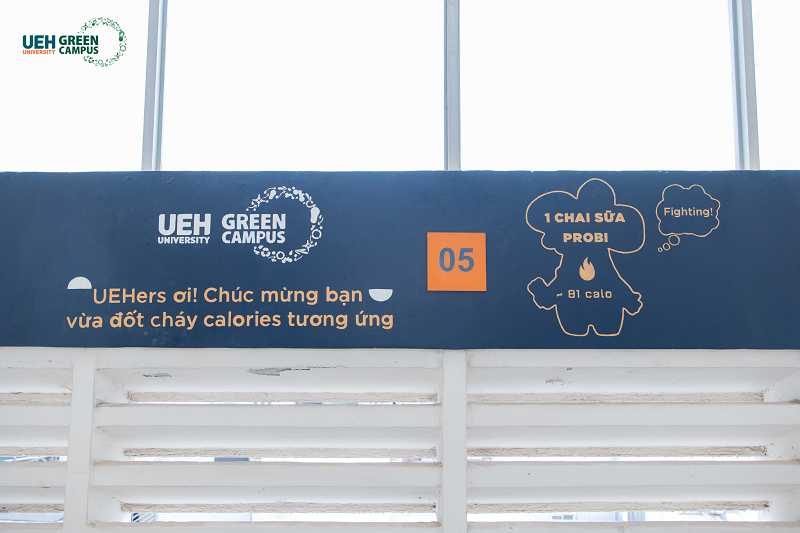 UEH GREEN
UNIVERSITY CAMPUS
UEH GREEN
UNIVERSITY CAMPUS
UEHers ơi! Chúc mừng bạn
vừa đốt cháy calories tương ứng
05
1 CHAI SỮA
PROBI
~ 81 calo
Fighting!